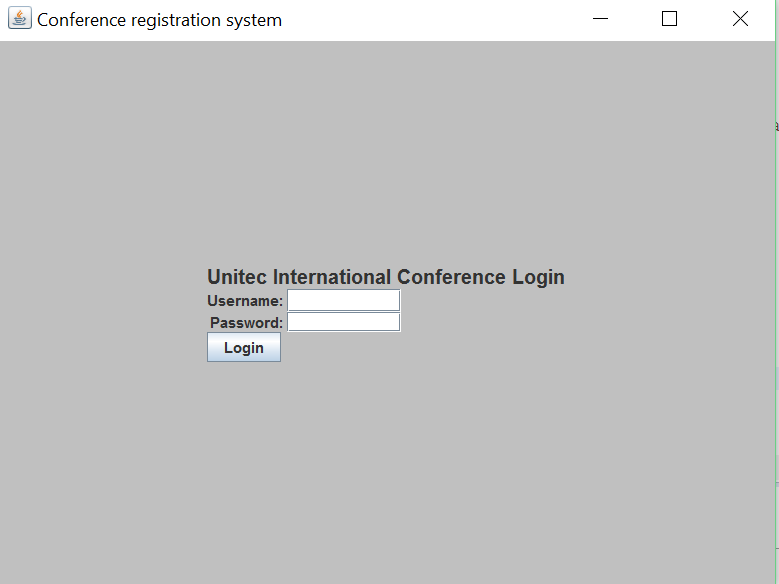 Conference registration system
Unitec International Conference Login
Username:
Password:
Login